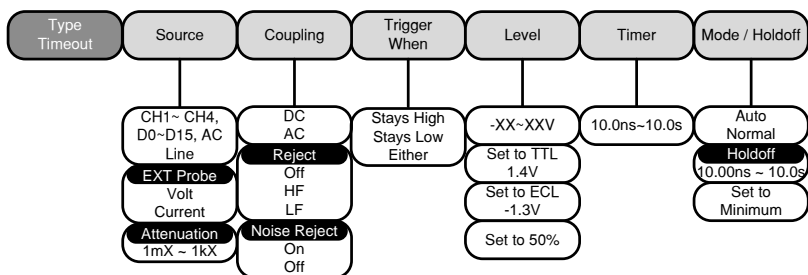 Type
Timeout
Source
Coupling
Trigger
When
Level
Timer
Mode / Holdoff
CH1~ CH4,
D0~D15, AC
Line
EXT Probe
Volt
Current
Attenuation
1mX ~ 1kX
DC
AC
Reject
Off
HF
LF
Noise Reject
On
Off
Stays High
Stays Low
Either
-XX~XXV
Set to TTL
1.4V
Set to ECL
-1.3V
Set to 50%
10.0ns~10.0s
Auto
Normal
Holdoff
10.00ns ~ 10.0s
Set to
Minimum